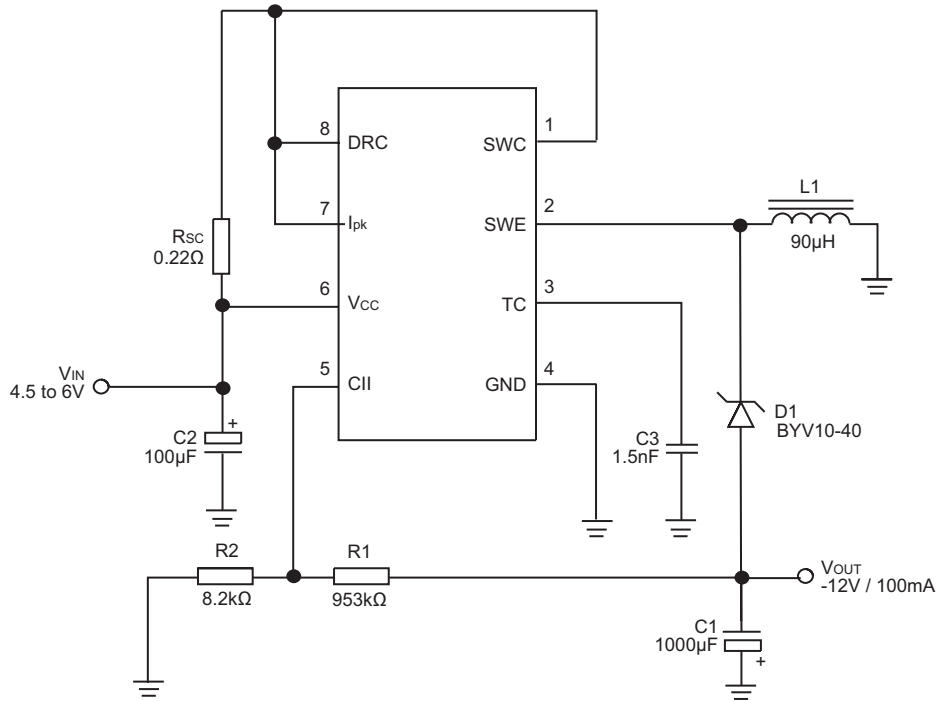 8
DRC
SWC
1
7
Ipk
SWE
2
L1
90μH
RSC
0.22Ω
6
VCC
TC
3
5
CII
GND
4
VIN
4.5 to 6V
+
C2
100μF
C3
1.5nF
D1
BYV10-40
R2
8.2kΩ
R1
953kΩ
VOUT
-12V / 100mA
C1
1000μF
+